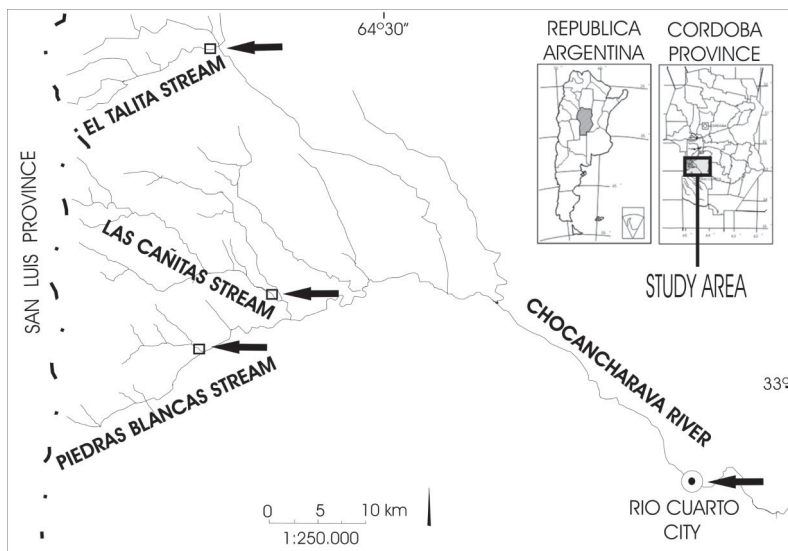 64°30"
REPUBLICA
ARGENTINA
CORDOBA
PROVINCE
EL TALITA STREAM
SAN LUIS PROVINCE
LAS CAÑITAS STREAM
STUDY AREA
PIEDRAS BLANCAS STREAM
CHOCANCHARAVA RIVER
33º
RIO CUARTO
CITY
0 5 10 km
1:250.000